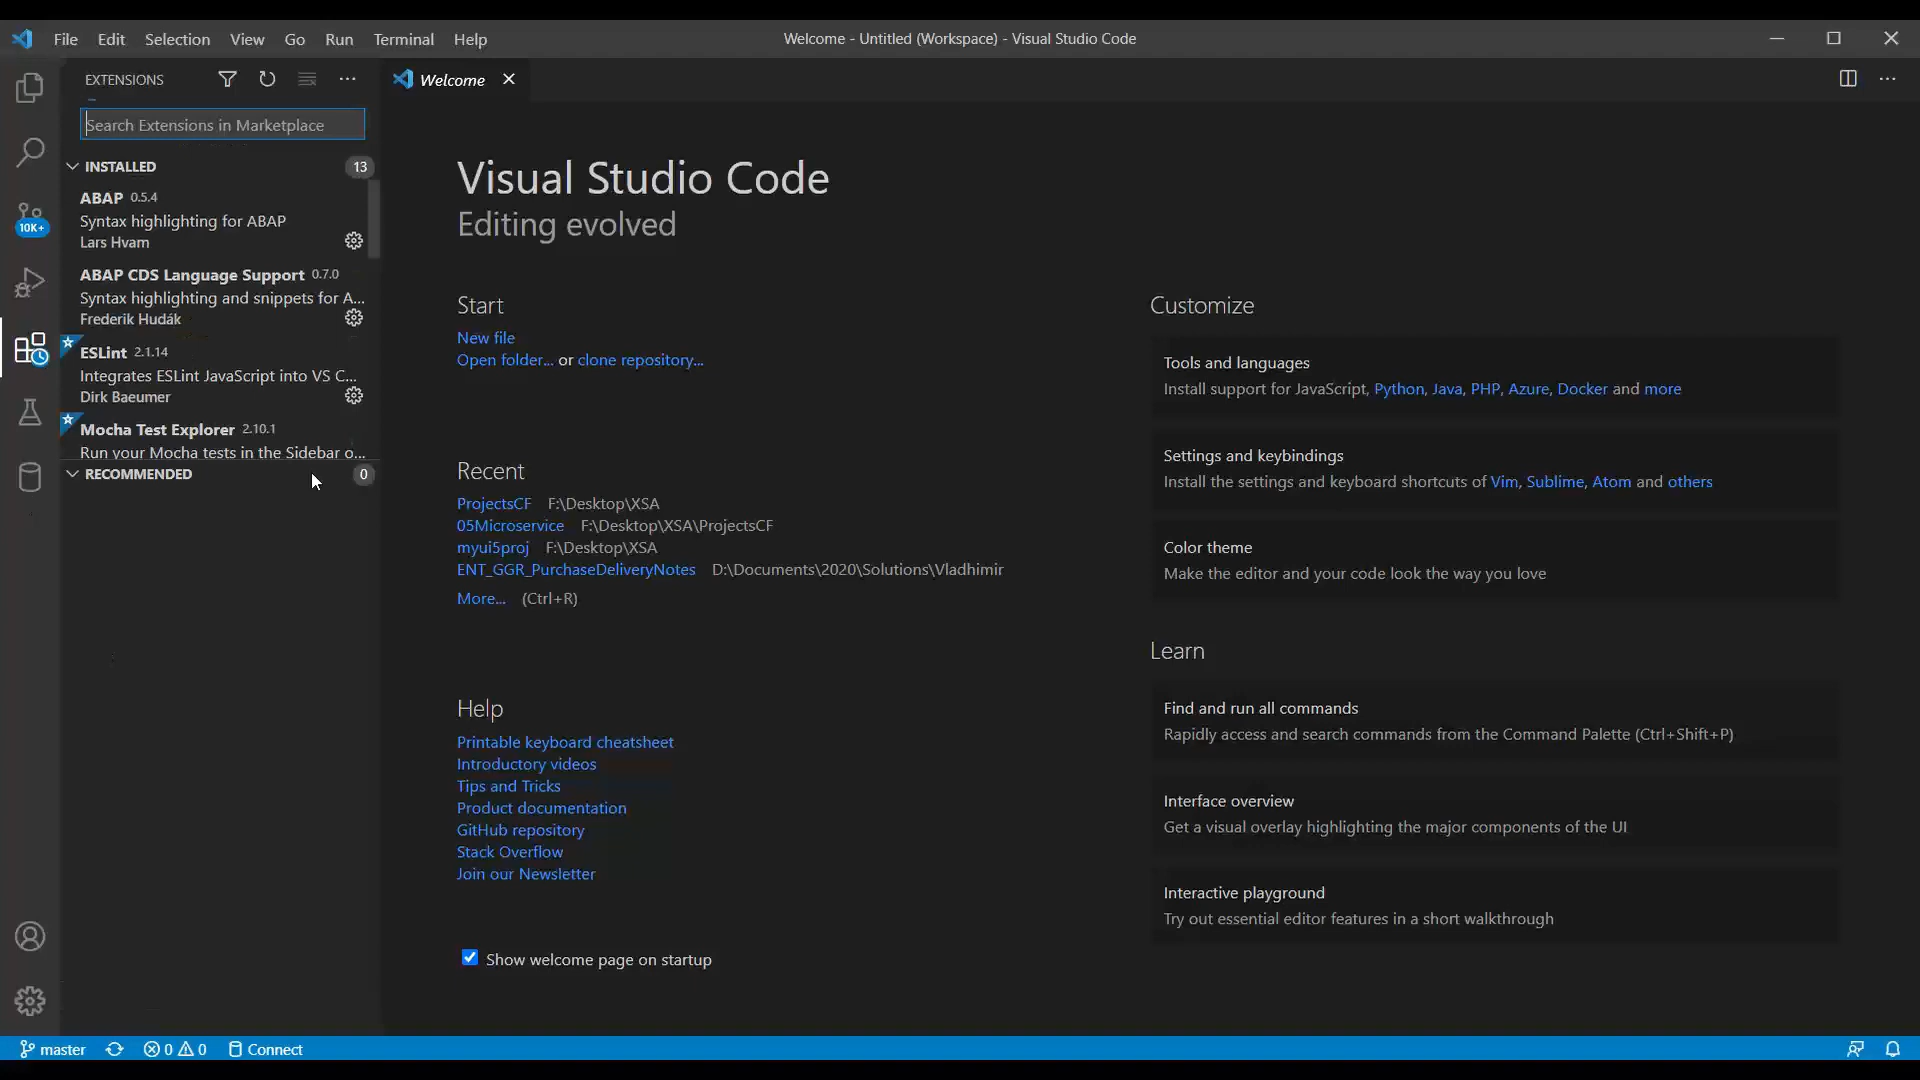 File Edit Selection View Go Run Terminal Help
Welcome - Untitled (Workspace) - Visual Studio Code
EXTENSIONS
Welcome
Search Extensions in Marketplace
INSTALLED 13
ABAP 0.5.4
Syntax highlighting for ABAP
Lars Hvam
ABAP CDS Language Support 0.7.0
Syntax highlighting and snippets for A...
Frederik Hudák
ESLint 2.1.14
Integrates ESLint JavaScript into VS C...
Dirk Baeumer
Mocha Test Explorer 2.10.1
Run your Mocha tests in the Sidebar o...
RECOMMENDED 0
10K+
Visual Studio Code
Editing evolved
Start
New file
Open folder... or clone repository...
Recent
ProjectsCF F:\Desktop\XSA
05Microservice F:\Desktop\XSA\ProjectsCF
myui5proj F:\Desktop\XSA
ENT_GGR_PurchaseDeliveryNotes D:\Documents\2020\Solutions\Vladhimir
More... (Ctrl+R)
Help
Printable keyboard cheatsheet
Introductory videos
Tips and Tricks
Product documentation
GitHub repository
Stack Overflow
Join our Newsletter
Show welcome page on startup
Customize
Tools and languages
Install support for JavaScript, Python, Java, PHP, Azure, Docker and more
Settings and keybindings
Install the settings and keyboard shortcuts of Vim, Sublime, Atom and others
Color theme
Make the editor and your code look the way you love
Learn
Find and run all commands
Rapidly access and search commands from the Command Palette (Ctrl+Shift+P)
Interface overview
Get a visual overlay highlighting the major components of the UI
Interactive playground
Try out essential editor features in a short walkthrough
master 0 0 Connect